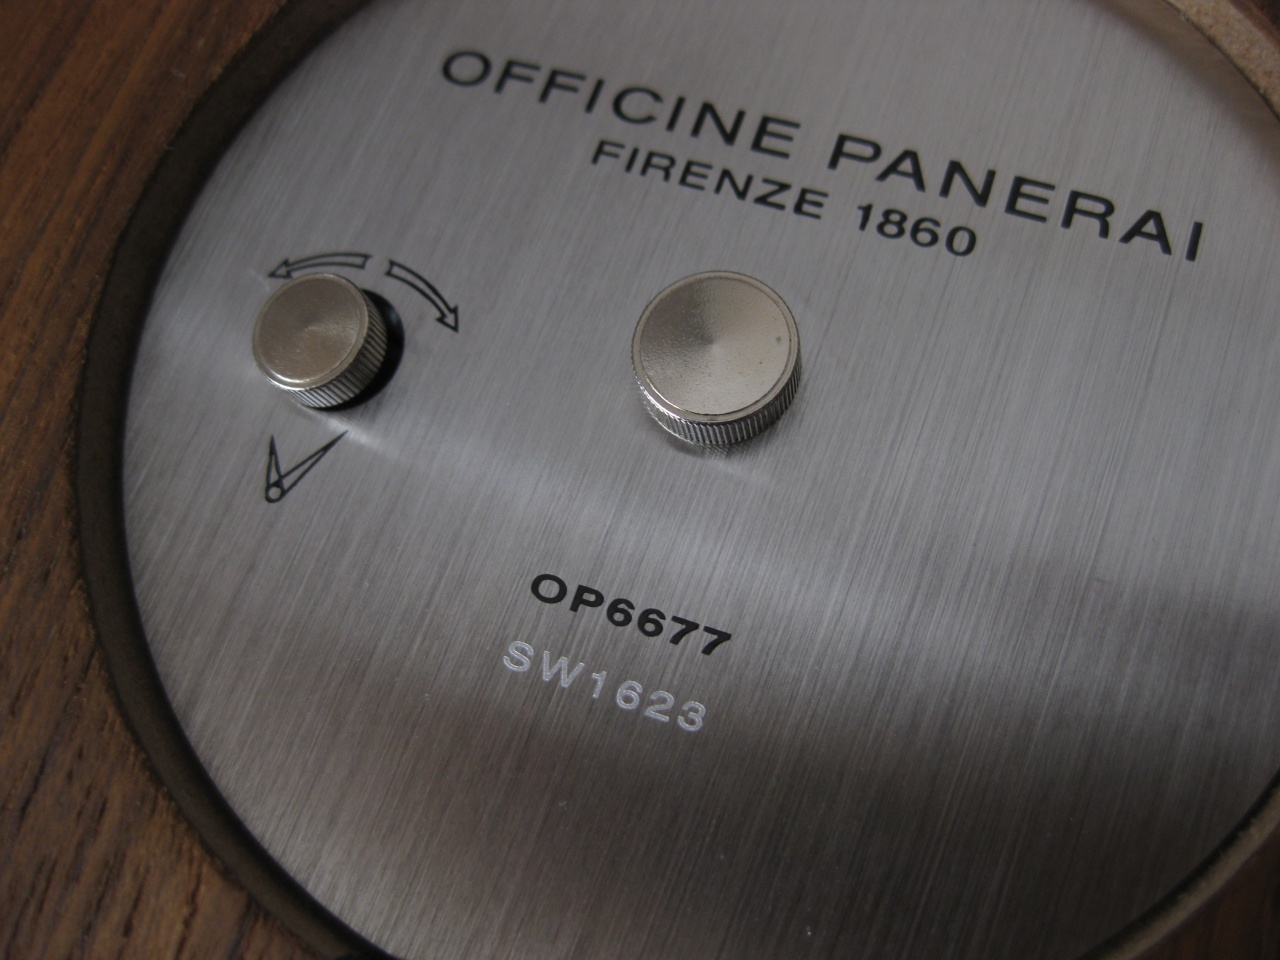 OFFICINE PANERAI
FIRENZE 1860
OP6677
SW1623